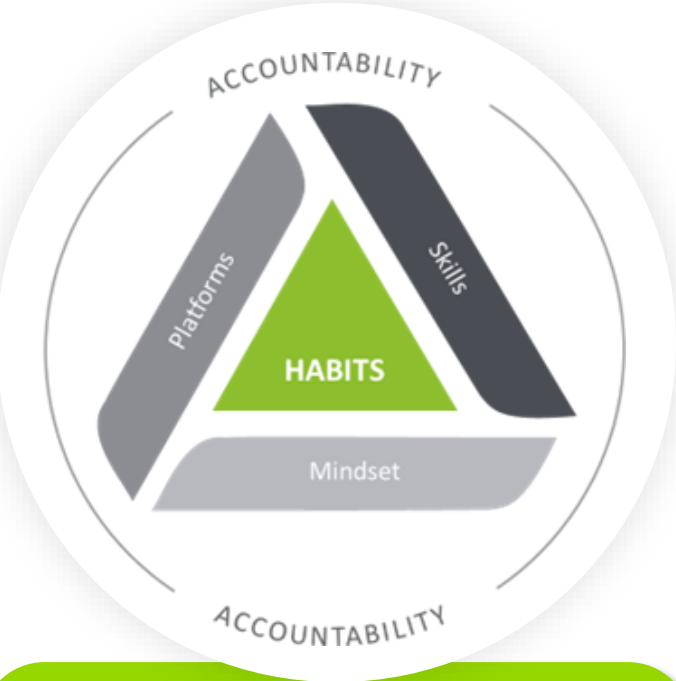 ACCOUNTABILITY
Platforms
Skills
HABITS
Mindset
ACCOUNTABILITY